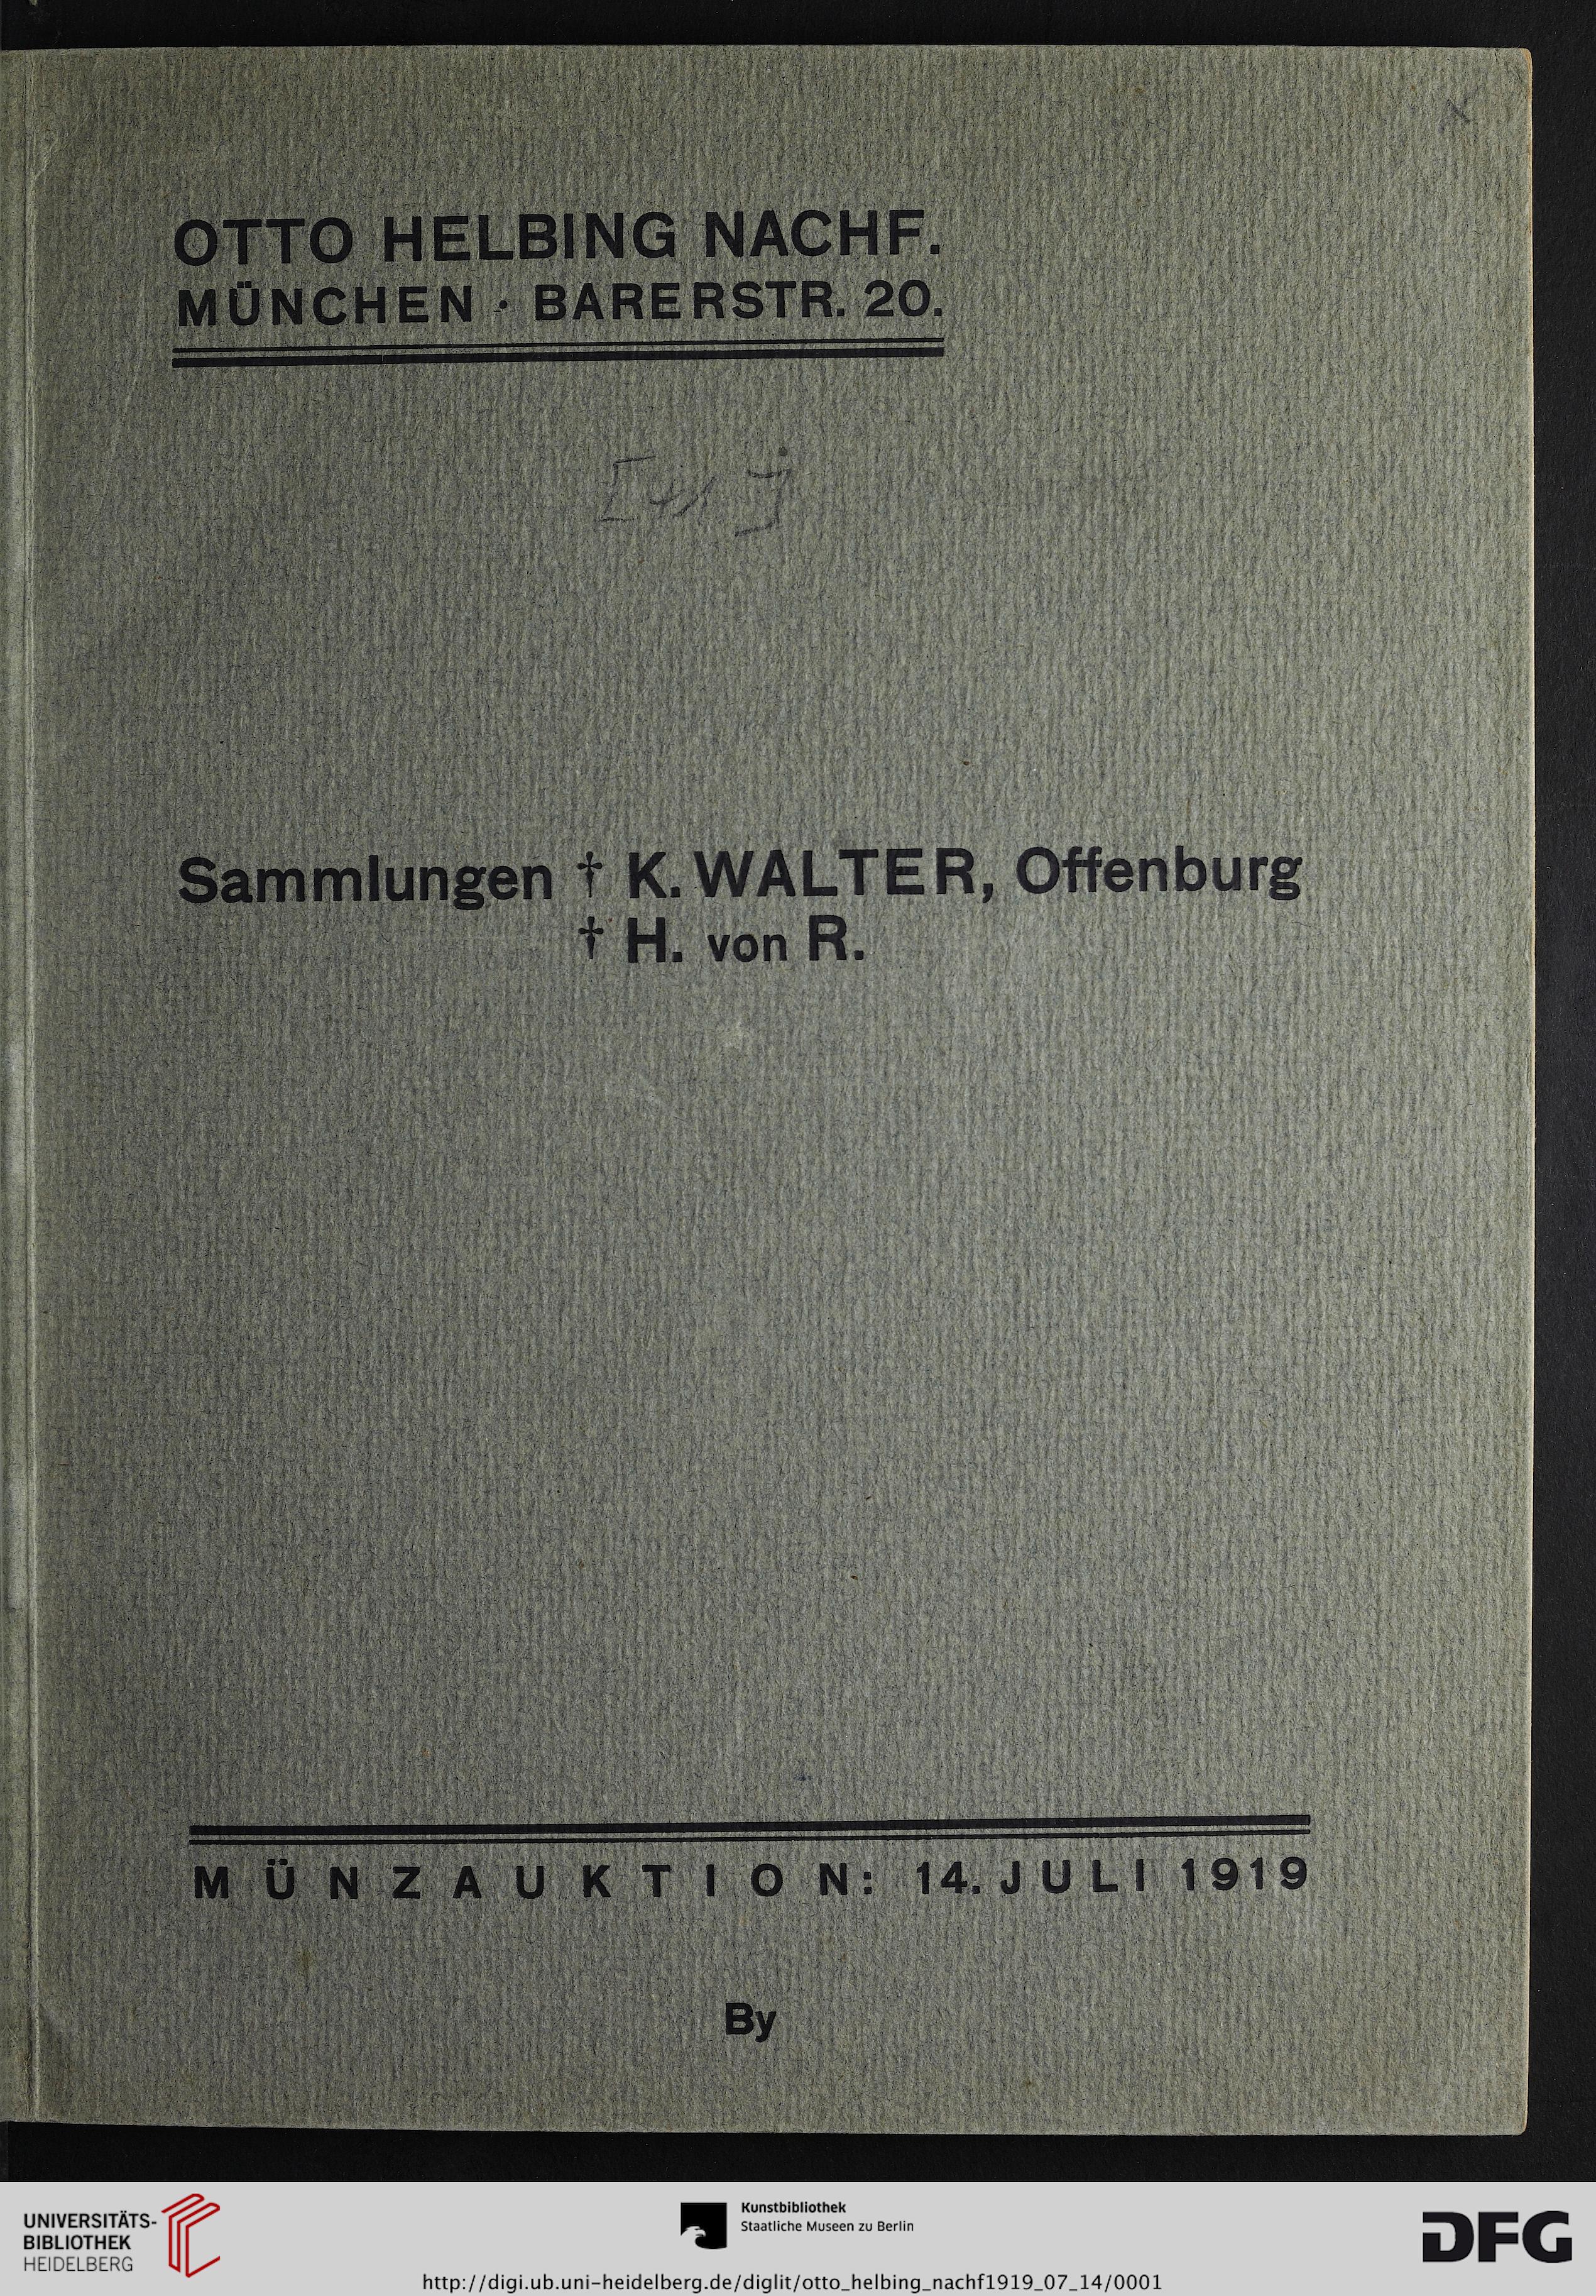 OTTO HELBING NACHF.
MÜNCHEN · BARERSTR. 20.
Sammlungen † K. WALTER, Offenburg
† H. von R.
MÜNZAUKTION: 14. JULI 1919
By
UNIVERSITÄTS-
BIBLIOTHEK
HEIDELBERG
Kunstbibliothek
Staatliche Museen zu Berlin
DFG
http://digi.ub.uni-heidelberg.de/diglit/otto_helbing_nachf1919_07_14/0001